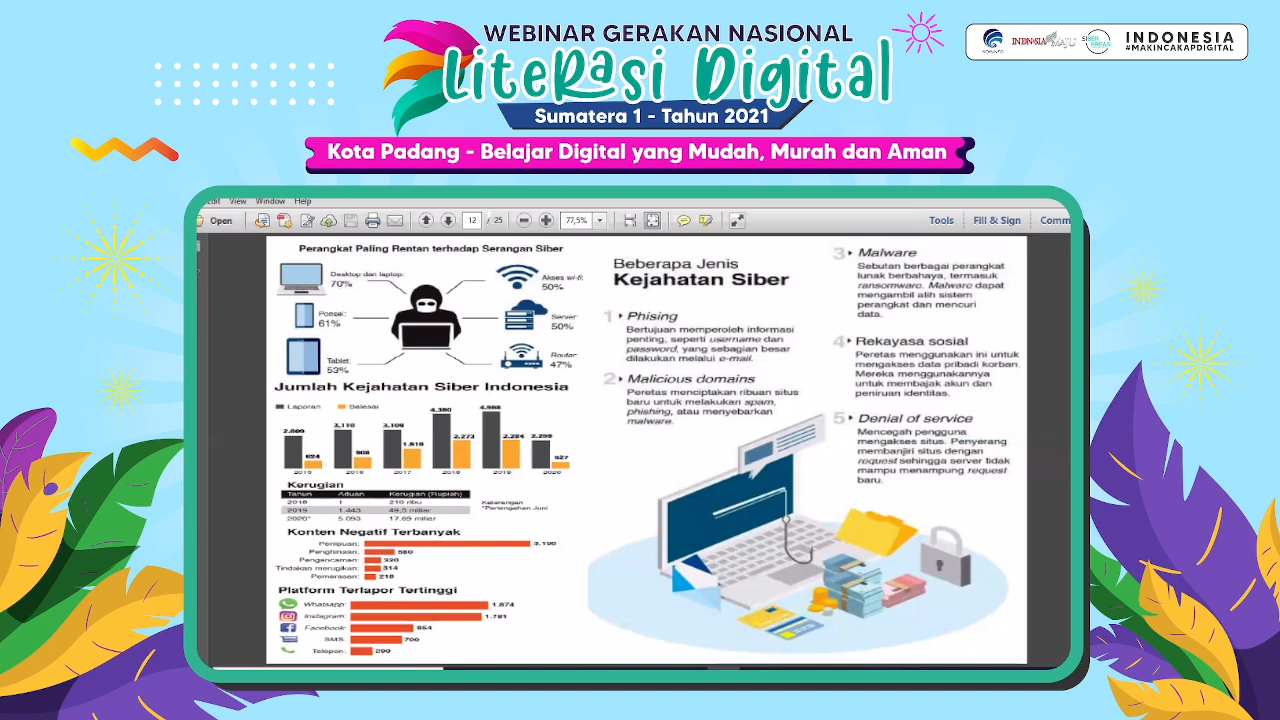 WEBINAR GERAKAN NASIONAL
LiteRasi Digital
Sumatera 1 - Tahun 2021
Kota Padang - Belajar Digital yang Mudah, Murah dan Aman
KOMINFO
INDONESIA MAJU
SIBER KREASI
INDONESIA
#MAKINCAKAPDIGITAL
Edit View Window Help
Open
12 / 25
77,5%
Tools Fill & Sign Comm
Perangkat Paling Rentan terhadap Serangan Siber
Desktop dan laptop:
70%
Ponsel:
61%
Tablet:
53%
Akses wi-fi:
50%
Server:
50%
Router:
47%
Jumlah Kejahatan Siber Indonesia
Laporan Selesai
2.609 624
3.110 908
3.109 1.616
4.360 2.273
2.284
2.259 527
2015 2016 2017 2018 2019 2020
Kerugian
Tahun Aduan Kerugian (Rupiah)
2018 1 210 ribu
2019 1.443 49,5 miliar
2020* 5.093 17,69 miliar
Keterangan
*Pertengahan Juni
Konten Negatif Terbanyak
Penipuan:
Penghinaan: 580
Pengancaman: 320
Tindakan merugikan: 314
Pemerasan: 218
Platform Terlapor Tertinggi
Whatsapp: 1.874
Instagram: 1.781
Facebook: 854
SMS: 700
Telepon: 299
Beberapa Jenis
Kejahatan Siber
1 Phising
Bertujuan memperoleh informasi
penting, seperti username dan
password, yang sebagian besar
dilakukan melalui e-mail.
2 Malicious domains
Peretas menciptakan ribuan situs
baru untuk melakukan spam,
phishing, atau menyebarkan
malware.
3 Malware
Sebutan berbagai perangkat
lunak berbahaya, termasuk
ransomware. Malware dapat
mengambil alih sistem
perangkat dan mencuri
data.
4 Rekayasa sosial
Peretas menggunakan ini untuk
mengakses data pribadi korban.
Mereka menggunakannya
untuk membajak akun dan
peniruan identitas.
5 Denial of service
Mencegah pengguna
mengakses situs. Penyerang
membanjiri situs dengan
request sehingga server tidak
mampu menampung request
baru.